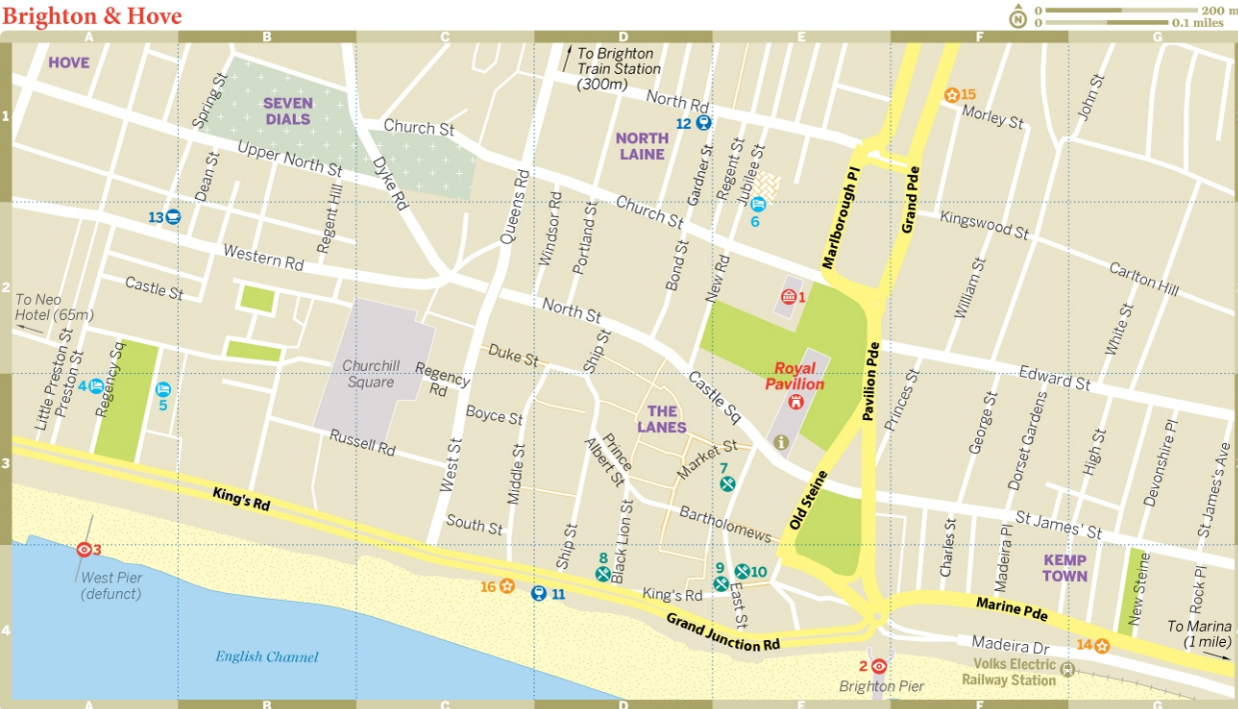 Brighton & Hove
0 200 m
N
0 0.1 miles
A B C D E F G
HOVE
To Brighton
Train Station
(300m)
15
1
Spring St
SEVEN
DIALS
North Rd
Morley St
John St
12
Church St
NORTH
LAINE
Upper North St
Dean St
Dyke Rd
Gardner St
Regent St
Jubilee St
Marlborough Pl
Grand Pde
13
Regent Hill
Queens Rd
Windsor Rd
Portland St
Church St
6
Kingswood St
Western Rd
Bond St
New Rd
William St
Carlton Hill
2
Castle St
1
To Neo
Hotel (65m)
North St
White St
Little Preston St
Preston St
Regency Sq
Churchill
Square
Duke St
Ship St
Royal
Pavilion
Pavilion Pde
Edward St
4
5
Regency
Rd
Castle Sq
Princes St
George St
Dorset Gardens
Boyce St
THE
LANES
3
Russell Rd
West St
Middle St
Prince
Albert St
Market St
i
High St
Devonshire Pl
St James's Ave
7
King's Rd
Old Steine
South St
Black Lion St
Bartholomews
St James' St
Ship St
Charles St
Madeira Pl
3
West Pier
(defunct)
8
9
10
KEMP
TOWN
New Steine
Rock Pl
16
11
King's Rd
East St
Marine Pde
4
Grand Junction Rd
To Marina
(1 mile)
English Channel
Madeira Dr
14
2
Volks Electric
Railway Station
Brighton Pier
A B C D E F G